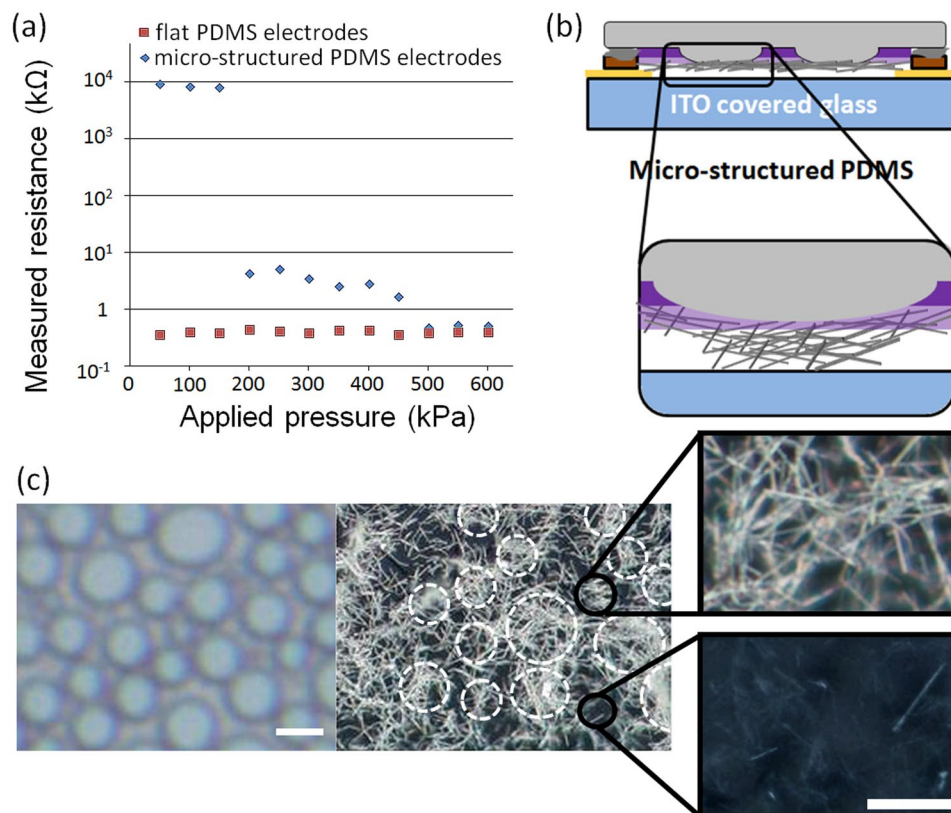 (a)
flat PDMS electrodes
micro-structured PDMS electrodes
Measured resistance (kΩ)
10⁴
10³
10²
10¹
1
10⁻¹
0 100 200 300 400 500 600
Applied pressure (kPa)
(b)
ITO covered glass
Micro-structured PDMS
(c)